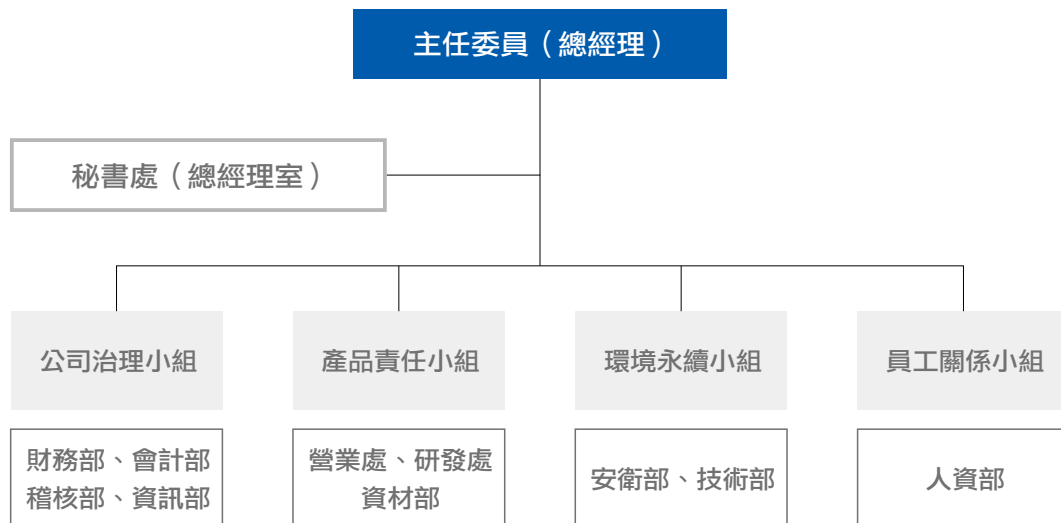 主任委員（總經理）
秘書處（總經理室）
公司治理小組
產品責任小組
環境永續小組
員工關係小組
財務部、會計部
稽核部、資訊部
營業處、研發處
資材部
安衛部、技術部
人資部